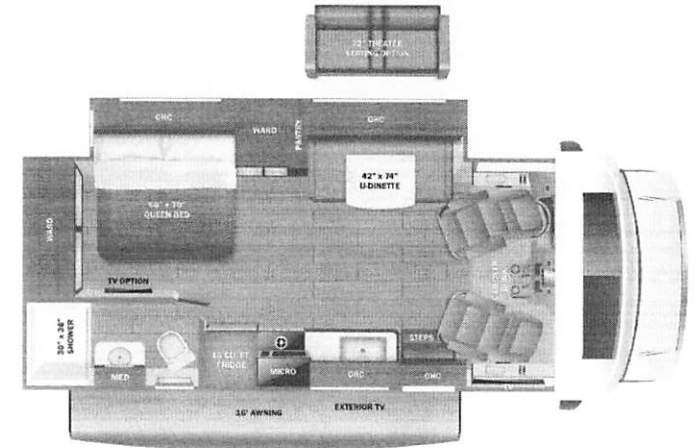 72" THEATER
SEATING OPTION
OHC
WARD
PANTRY
OHC
42" x 74"
U-DINETTE
60" x 75"
QUEEN BED
WARD
TV OPTION
30" x 36"
SHOWER
MED
FRIDGE
MICRO
STEPS
OHC
OHC
16' AWNING
EXTERIOR TV